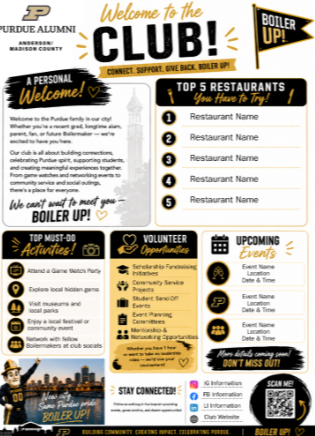 PURDUE ALUMNI
ANDERSON/
MADISON COUNTY
Welcome to the
CLUB!
CONNECT. SUPPORT. GIVE BACK. BOILER UP!
BOILER
UP!
A PERSONAL
Welcome!
Welcome to the Purdue family in our city!
Whether you're a recent grad, longtime alum,
parent, fan, or future Boilermaker — we're
excited to have you here.
Our club is all about building connections,
celebrating Purdue spirit, supporting students,
and creating meaningful experiences together.
From game watches and networking events to
community service and social outings,
there's a place for everyone.
We can't wait to meet you —
BOILER UP!
TOP 5 RESTAURANTS
You Have to Try!
1 Restaurant Name
2 Restaurant Name
3 Restaurant Name
4 Restaurant Name
5 Restaurant Name
TOP MUST-DO
Activities!
Attend a Game Watch Party
Explore local hidden gems
Visit museums and
local parks
Enjoy a local festival or
community event
Network with fellow
Boilermakers at club socials
VOLUNTEER
Opportunities
Scholarship Fundraising
Initiatives
Community Service
Projects
Student Send Off
Events
Event Planning
Committees
Mentorship &
Networking Opportunities
Whether you have 1 hour
or want to take on leadership
roles – we'd love your
involvement!
UPCOMING
Events
Event Name
Location
Date & Time
Event Name
Location
Date & Time
Event Name
Location
Date & Time
More details coming soon!
DON'T MISS OUT!
New city.
Same Purdue pride.
BOILER UP!
STAY CONNECTED!
IG Information
FB Information
LI Information
Club Website
SCAN ME!
BUILDING COMMUNITY. CREATING IMPACT. CELEBRATING PURDUE.
BOILER UP!